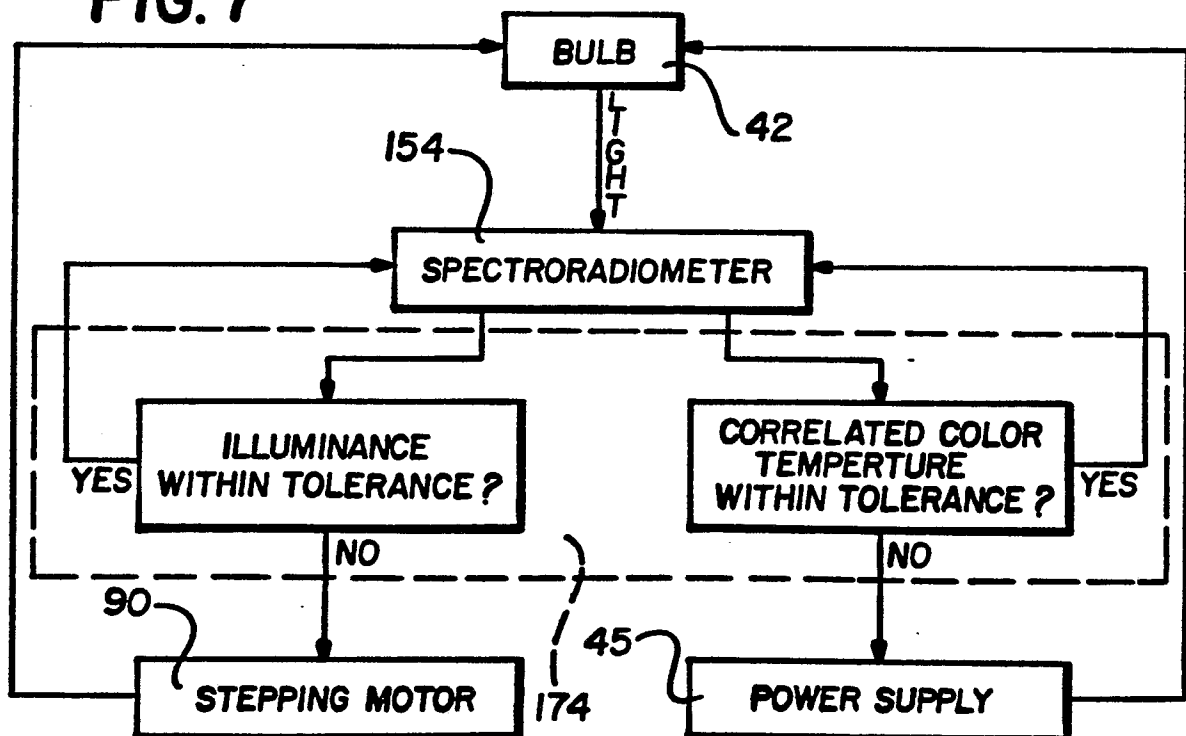 FIG. 7
BULB
42
LIGHT
154
SPECTRORADIOMETER
ILLUMINANCE
WITHIN TOLERANCE?
YES
NO
CORRELATED COLOR
TEMPERTURE
WITHIN TOLERANCE?
YES
NO
90
STEPPING MOTOR
174
45
POWER SUPPLY